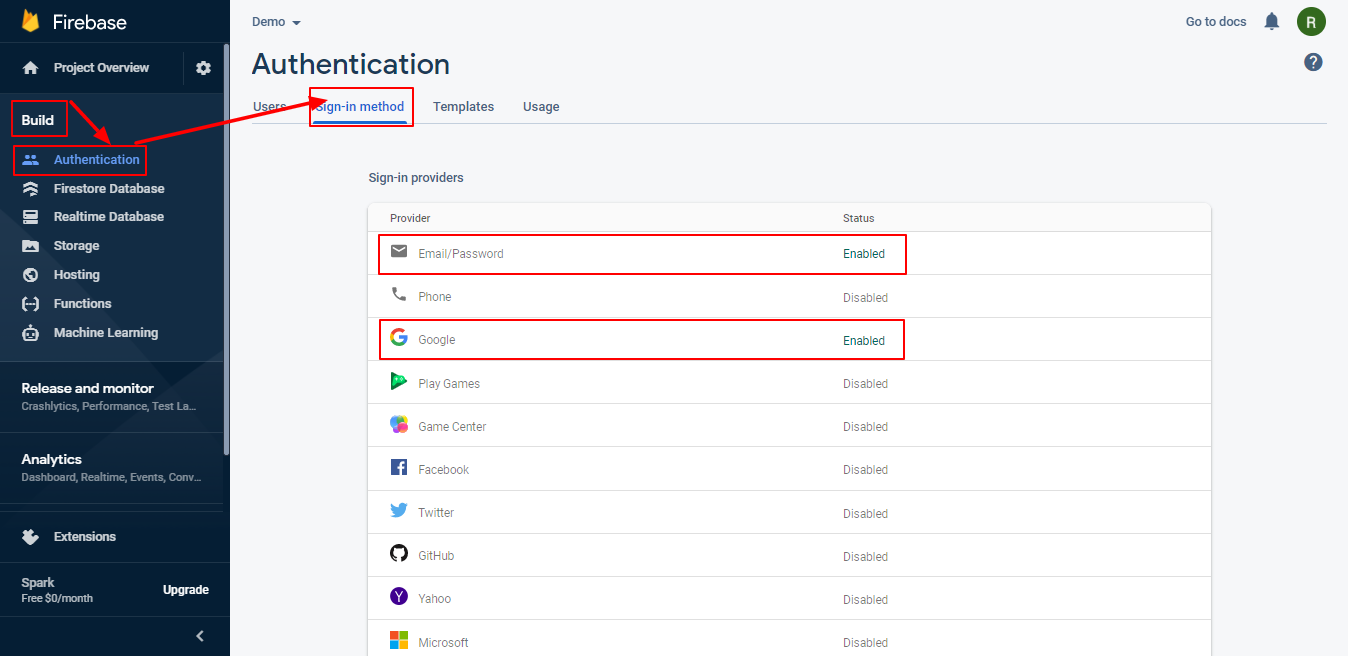 Firebase
Project Overview
Build
Authentication
Firestore Database
Realtime Database
Storage
Hosting
Functions
Machine Learning
Release and monitor
Crashlytics, Performance, Test La...
Analytics
Dashboard, Realtime, Events, Conv...
Extensions
Spark
Free $0/month
Upgrade
Demo
Go to docs
R
Authentication
?
Users
Sign-in method
Templates
Usage
Sign-in providers
Provider Status
Email/Password Enabled
Phone Disabled
Google Enabled
Play Games Disabled
Game Center Disabled
Facebook Disabled
Twitter Disabled
GitHub Disabled
Yahoo Disabled
Microsoft Disabled